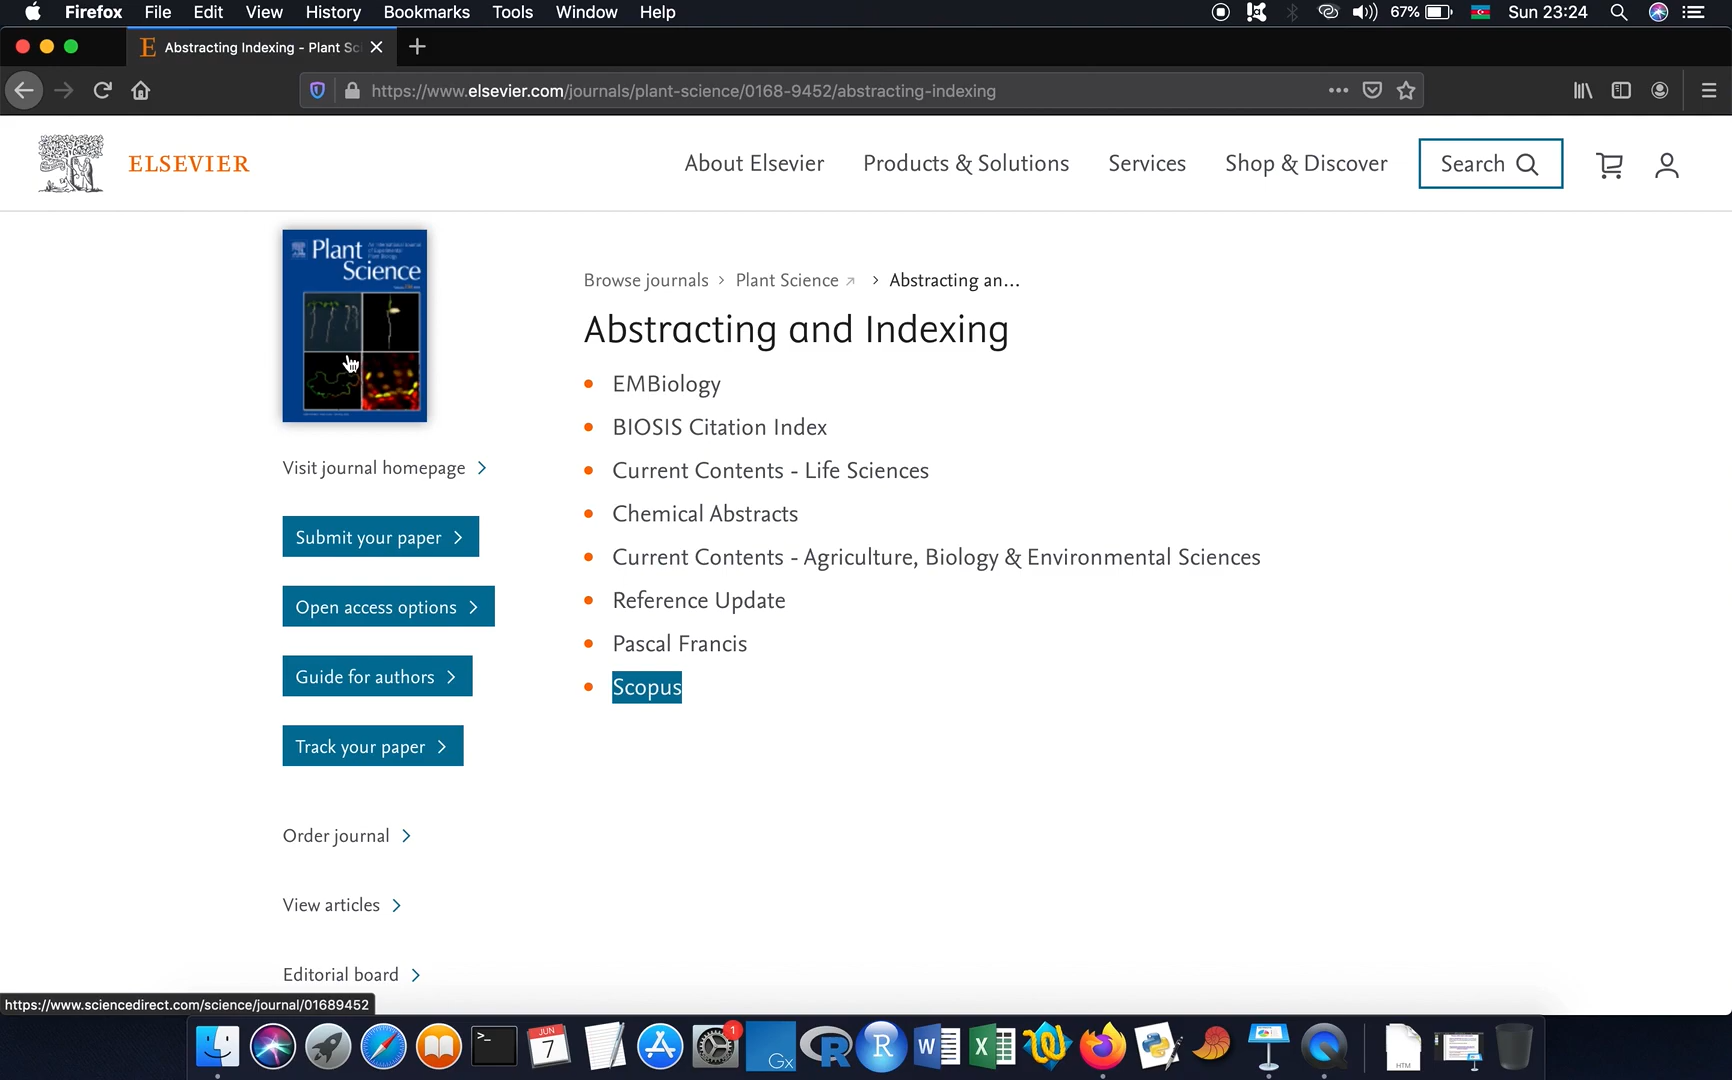 Firefox File Edit View History Bookmarks Tools Window Help 67% Sun 23:24
Abstracting Indexing - Plant Sc
https://www.elsevier.com/journals/plant-science/0168-9452/abstracting-indexing
ELSEVIER
About Elsevier Products & Solutions Services Shop & Discover Search
Plant
Science
Browse journals > Plant Science > Abstracting an...
Abstracting and Indexing
EMBiology
BIOSIS Citation Index
Current Contents - Life Sciences
Chemical Abstracts
Current Contents - Agriculture, Biology & Environmental Sciences
Reference Update
Pascal Francis
Scopus
Visit journal homepage
Submit your paper
Open access options
Guide for authors
Track your paper
Order journal
View articles
Editorial board
https://www.sciencedirect.com/science/journal/01689452
JUN
7
1
Gx
R
R
W
X
HTM